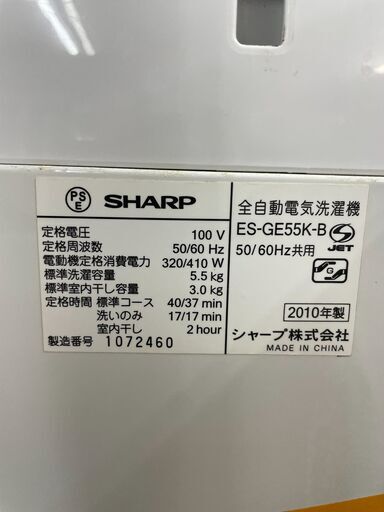 PS E SHARP
定格電圧 100 V
定格周波数 50/60 Hz
電動機定格消費電力 320/410 W
標準洗濯容量 5.5 kg
標準室内干し容量 3.0 kg
定格時間 標準コース 40/37 min
洗いのみ 17/17 min
室内干し 2 hour
製造番号 1072460
全自動電気洗濯機
ES-GE55K-B
50/60Hz共用
S JET
G
2010年製
シャープ株式会社
MADE IN CHINA